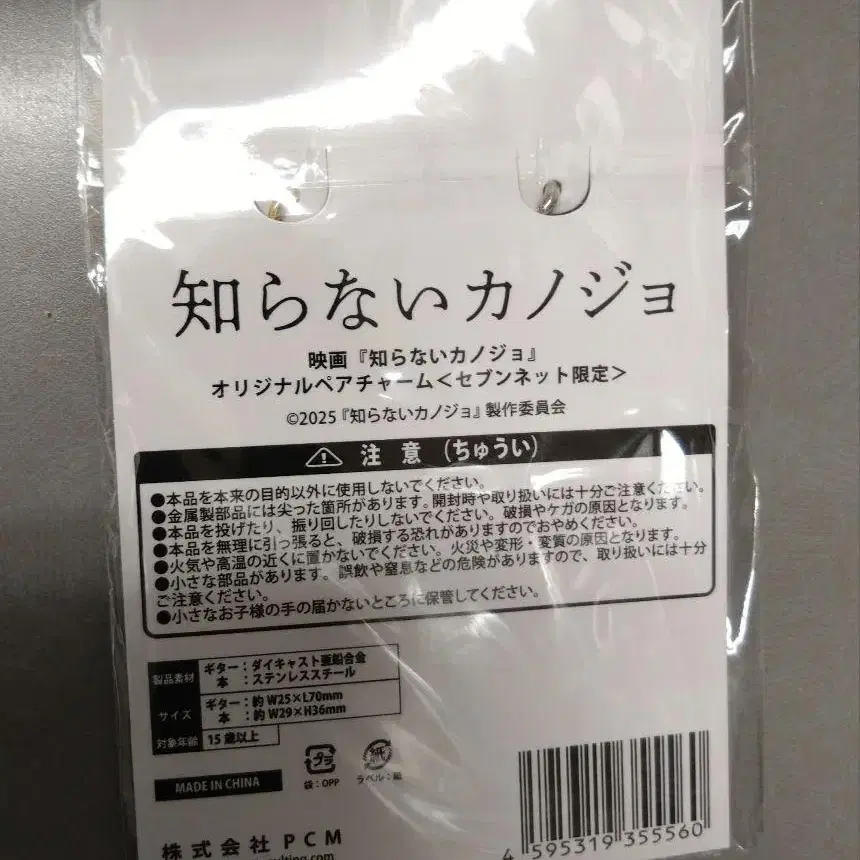 知らないカノジョ
映画『知らないカノジョ』
オリジナルペアチャーム<セブンネット限定>
©2025『知らないカノジョ』製作委員会
注意(ちゅうい)
●本品を本来の目的以外に使用しないでください。
●金属製部品には尖った箇所があります。開封時や取り扱いには十分ご注意ください。
●本品を投げたり、振り回したりしないでください。破損やケガの原因となります。
●本品を無理に引っ張ると、破損する恐れがありますのでおやめください。
●火気や高温の近くに置かないでください。火災や変形・変質の原因となります。
●小さな部品があります。誤飲や窒息などの危険がありますので、取り扱いには十分
ご注意ください。
●小さなお子様の手の届かないところに保管してください。
製品素材 ギター:ダイキャスト亜鉛合金
本:ステンレススチール
サイズ ギター:約 W25×L70mm
本:約 W29×H36mm
対象年齢 15歳以上
プラ 紙
袋:OPP ラベル:紙
MADE IN CHINA
株式会社PCM
4 595319 355560